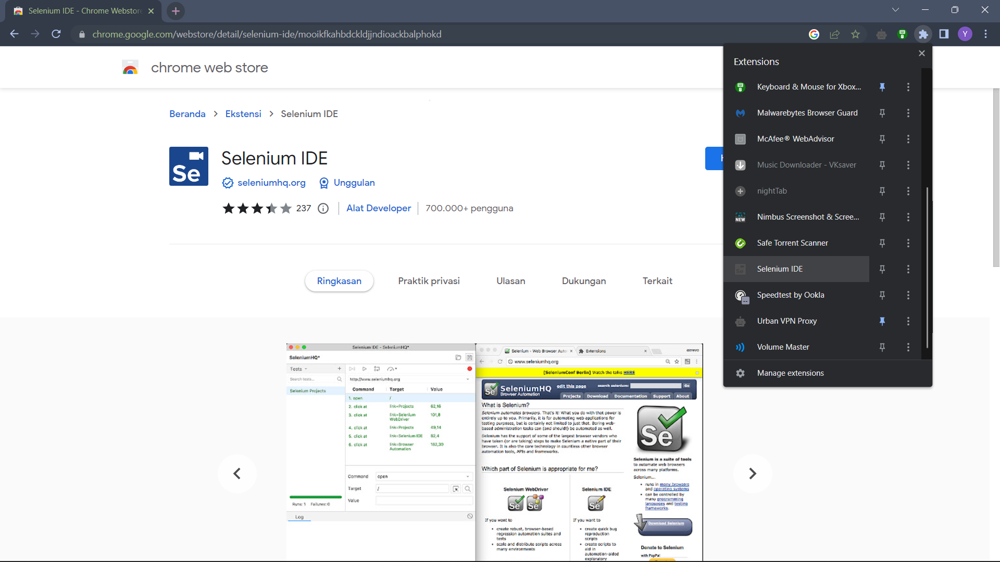 Selenium IDE - Chrome Webstore
chrome.google.com/webstore/detail/selenium-ide/mooikfkahbdckldjjndioackbalphokd
Y
chrome web store
Beranda > Ekstensi > Selenium IDE
Se
Selenium IDE
seleniumhq.org Unggulan
237 Alat Developer 700.000+ pengguna
Ringkasan Praktik privasi Ulasan Dukungan Terkait
Extensions
Keyboard & Mouse for Xbox...
Malwarebytes Browser Guard
McAfee® WebAdvisor
Music Downloader - VKsaver
nightTab
NEW Nimbus Screenshot & Scree...
Safe Torrent Scanner
Selenium IDE
Speedtest by Ookla
Urban VPN Proxy
Volume Master
Manage extensions
Selenium IDE - SeleniumHQ*
SeleniumHQ*
Tests
Search tests...
http://www.seleniumhq.org
Selenium Projects
Command Target Value
1. open /
2. click at link=Projects 62,16
3. click at link=Selenium WebDriver 101,8
4. click at link=Projects 49,14
5. click at link=Selenium IDE 82,4
6. click at link=Browser Automation 182,30
Command open
Target /
Value
Runs: 1 Failures: 0
Log
Selenium - Web Browser Auto
Extensions
www.seleniumhq.org
[SeleniumConf Berlin] Watch the talks HERE
Se SeleniumHQ
Browser Automation
edit this page
search selenium: Go
Projects Download Documentation Support About
What is Selenium?
Selenium automates browsers. That's it! What you do with that power is
entirely up to you. Primarily, it is for automating web applications for
testing purposes, but is certainly not limited to just that. Boring web-
based administration tasks can (and should!) be automated as well.
Selenium has the support of some of the largest browser vendors who
have taken (or are taking) steps to make Selenium a native part of their
browser. It is also the core technology in countless other browser
automation tools, APIs and frameworks.
Which part of Selenium is appropriate for me?
Selenium WebDriver
Se Se
If you want to
• create robust, browser-based
regression automation suites and
tests
• scale and distribute scripts across
many environments
Selenium IDE
Se
If you want to
• create quick bug
reproduction
scripts
• create scripts to
aid in
automation-aided
exploratory
Se
Selenium is a suite of tools
to automate web browsers
across many platforms.
Selenium...
• runs in many browsers
and operating systems
• can be controlled by
many programming
languages and testing
frameworks.
Download Selenium
Donate to Selenium
with PayPal